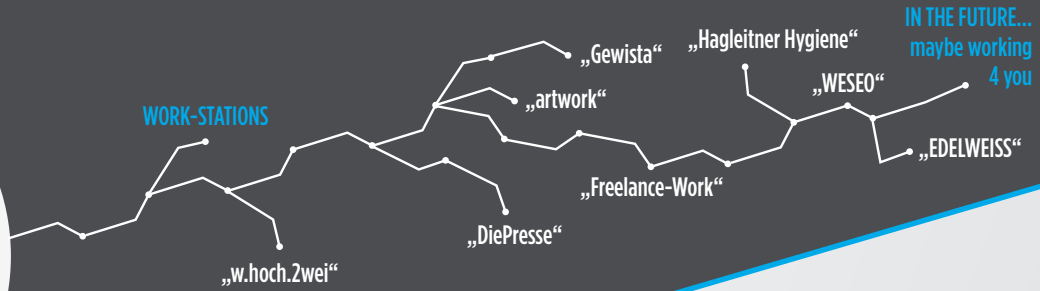 WORK-STATIONS
„w.hoch.2wei“
„DiePresse“
„Gewista“
„artwork“
„Freelance-Work“
„Hagleitner Hygiene“
„WESEO“
„EDELWEISS“
IN THE FUTURE...
maybe working
4 you